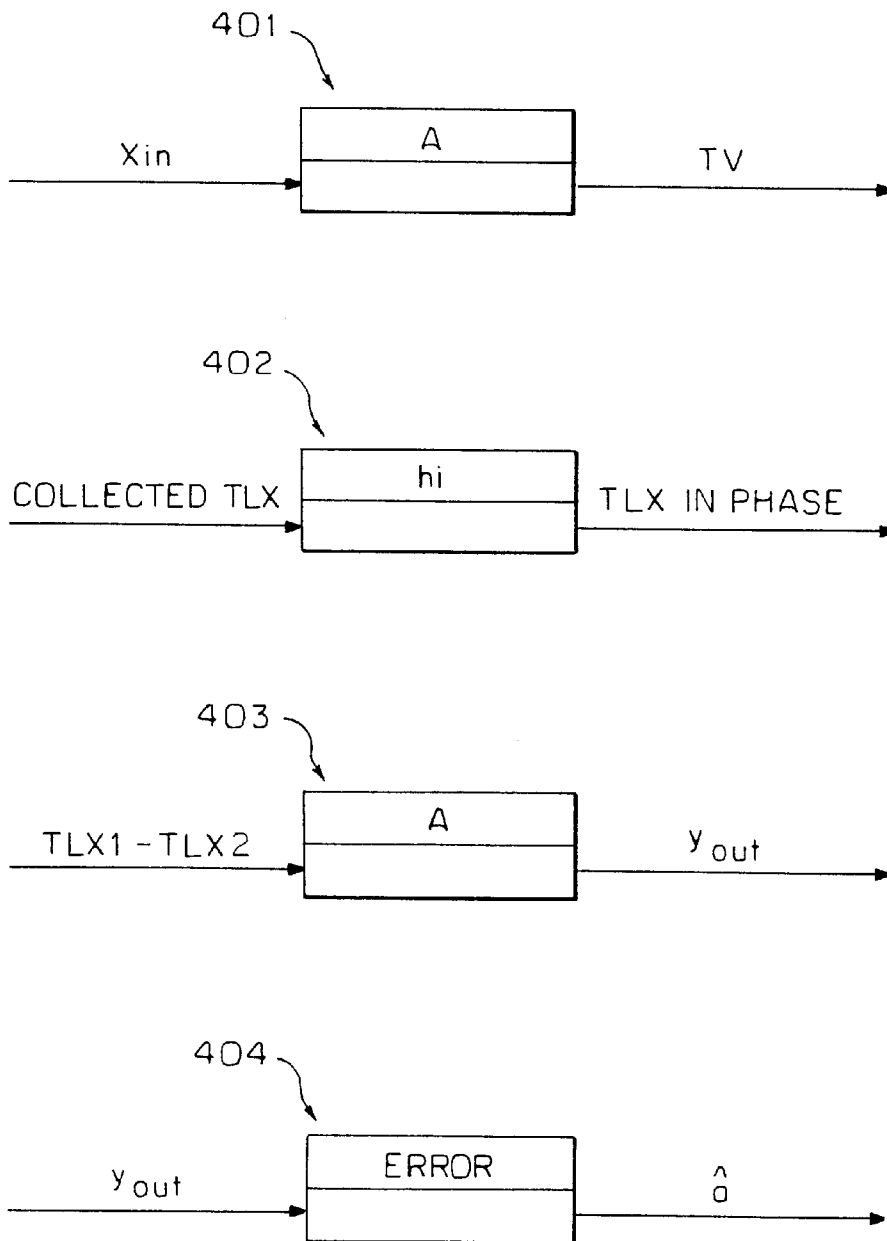 401
A
Xin
TV
402
hi
COLLECTED TLX
TLX IN PHASE
403
A
TLX1-TLX2
y out
404
ERROR
y out
â